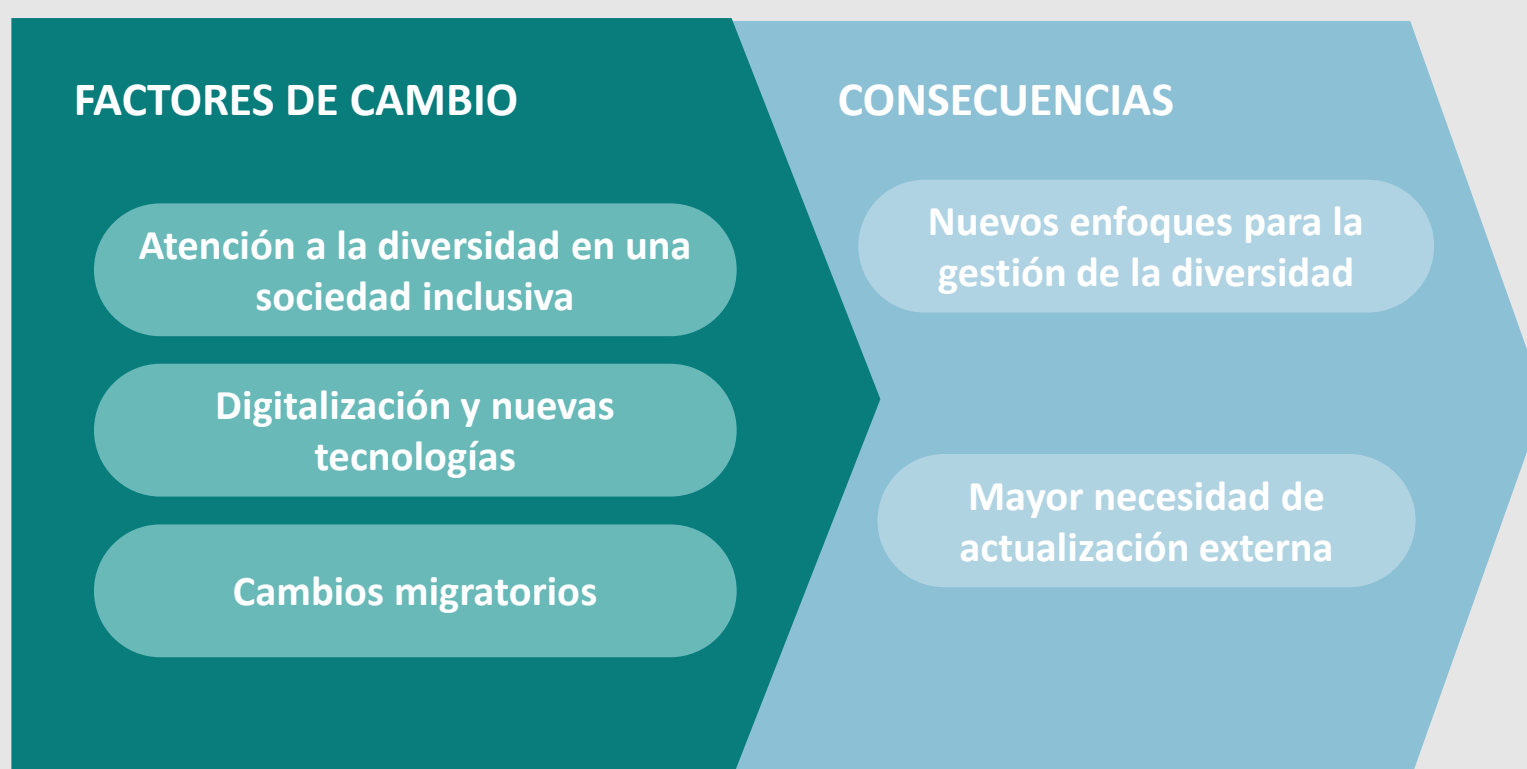 FACTORES DE CAMBIO
Atención a la diversidad en una
sociedad inclusiva
Digitalización y nuevas
tecnologías
Cambios migratorios
CONSECUENCIAS
Nuevos enfoques para la
gestión de la diversidad
Mayor necesidad de
actualización externa